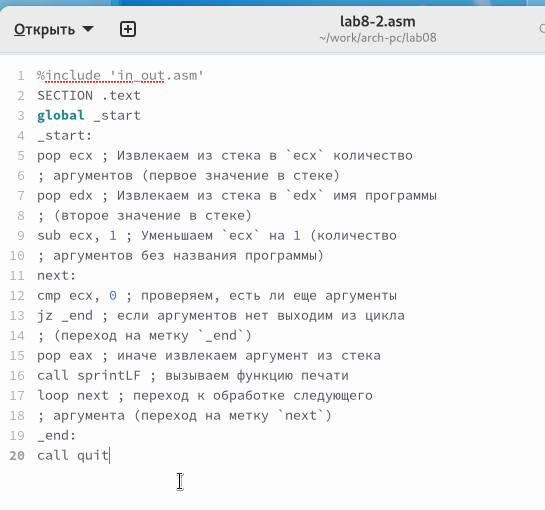 Открыть
lab8-2.asm
~/work/arch-pc/lab08
1 %include 'in_out.asm'
2 SECTION .text
3 global _start
4 _start:
5 pop ecx ; Извлекаем из стека в `ecx` количество
6 ; аргументов (первое значение в стеке)
7 pop edx ; Извлекаем из стека в `edx` имя программы
8 ; (второе значение в стеке)
9 sub ecx, 1 ; Уменьшаем `ecx` на 1 (количество
10 ; аргументов без названия программы)
11 next:
12 cmp ecx, 0 ; проверяем, есть ли еще аргументы
13 jz _end ; если аргументов нет выходим из цикла
14 ; (переход на метку `_end`)
15 pop eax ; иначе извлекаем аргумент из стека
16 call sprintLF ; вызываем функцию печати
17 loop next ; переход к обработке следующего
18 ; аргумента (переход на метку `next`)
19 _end:
20 call quit